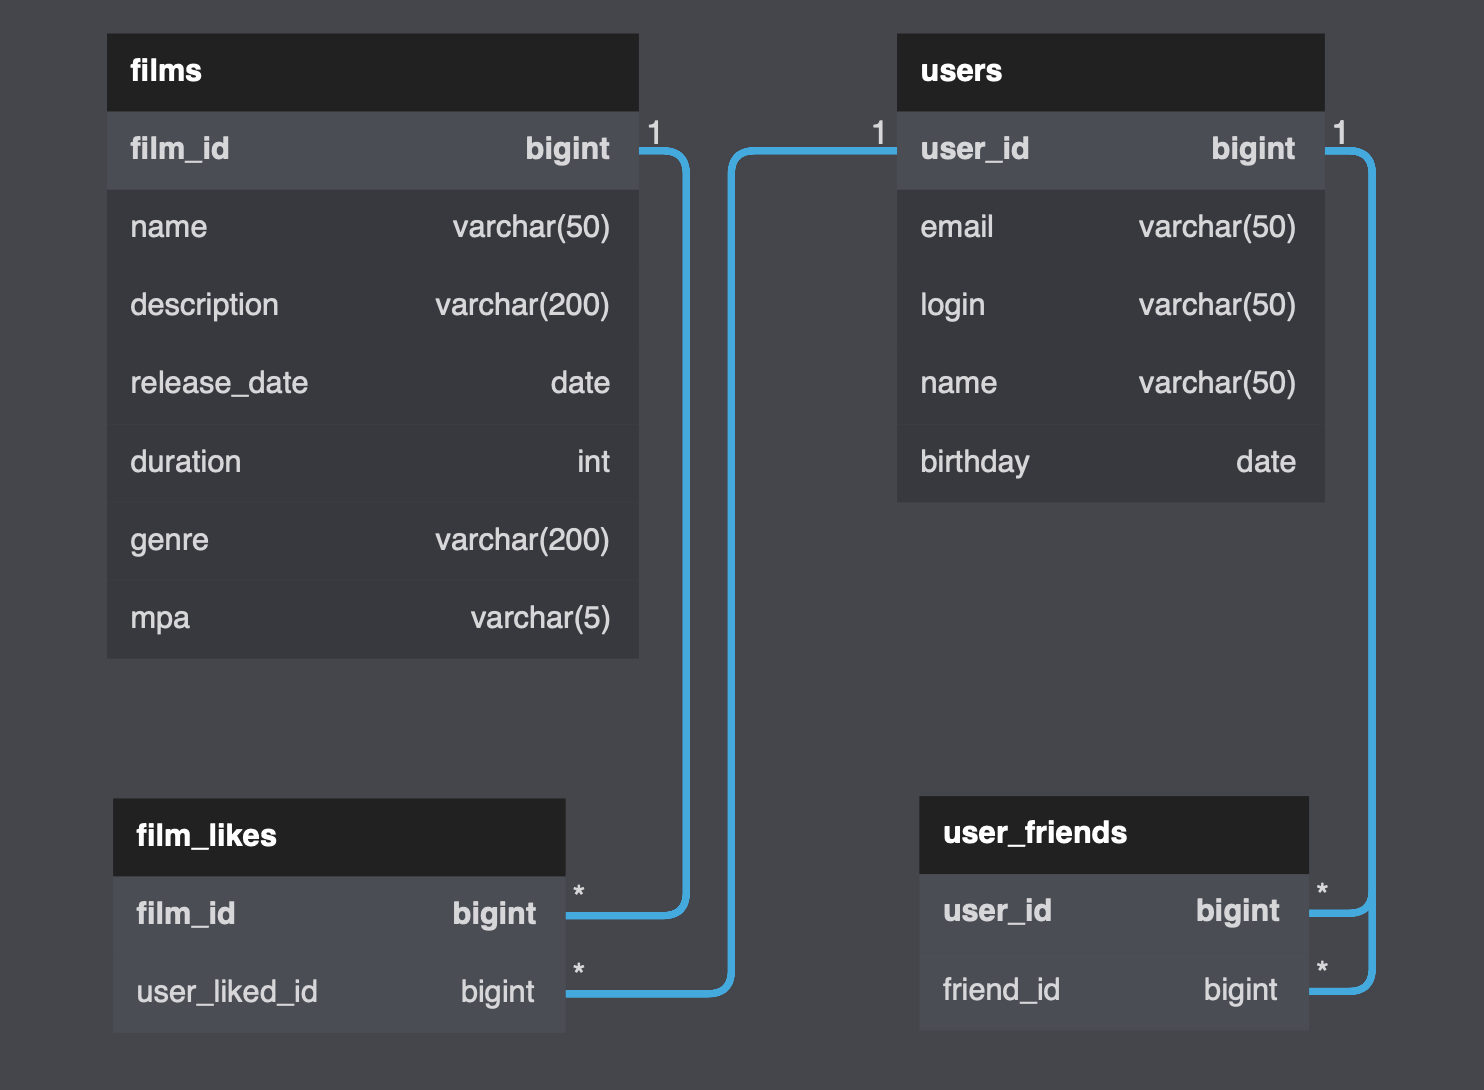 films
film_id bigint
name varchar(50)
description varchar(200)
release_date date
duration int
genre varchar(200)
mpa varchar(5)
1
1
users
user_id bigint
email varchar(50)
login varchar(50)
name varchar(50)
birthday date
1
film_likes
film_id bigint
*
user_liked_id bigint
*
user_friends
user_id bigint
*
friend_id bigint
*